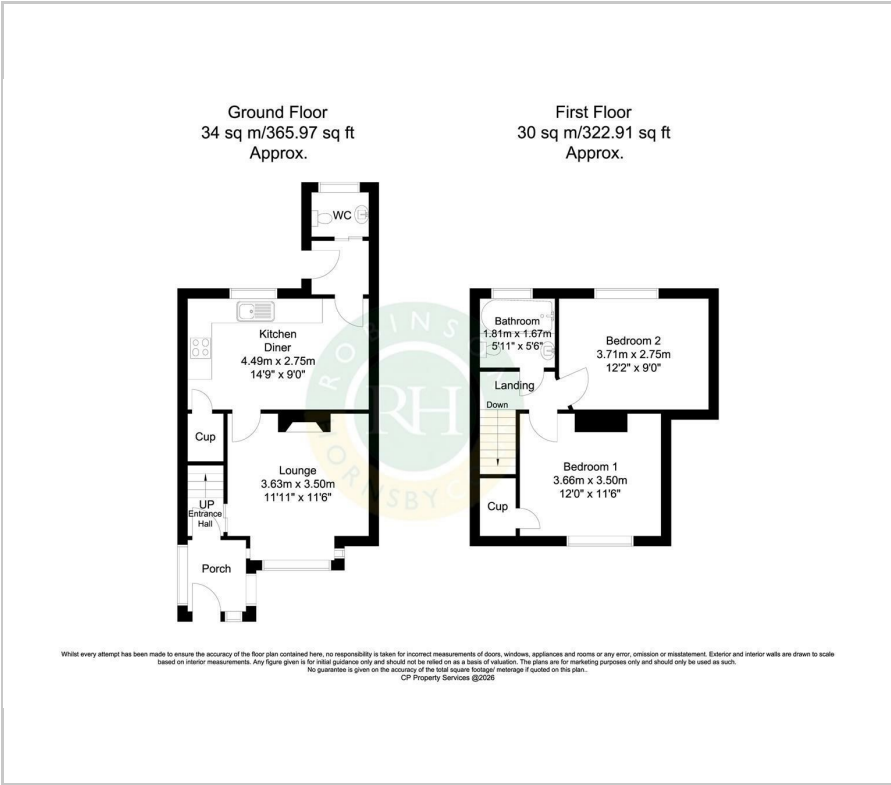 Ground Floor
34 sq m/365.97 sq ft
Approx.
First Floor
30 sq m/322.91 sq ft
Approx.
WC
Kitchen
Diner
4.49m x 2.75m
14'9" x 9'0"
Cup
Lounge
3.63m x 3.50m
11'11" x 11'6"
UP
Entrance
Hall
Porch
Bathroom
1.81m x 1.67m
5'11" x 5'6"
Bedroom 2
3.71m x 2.75m
12'2" x 9'0"
Landing
Down
Bedroom 1
3.66m x 3.50m
12'0" x 11'6"
Cup
ROBINSON
RH
HORNSBY
Whilst every attempt has been made to ensure the accuracy of the floor plan contained here, no responsibility is taken for incorrect measurements of doors, windows, appliances and rooms or any error, omission or misstatement. Exterior and interior walls are drawn to scale
based on interior measurements. Any figure given is for initial guidance only and should not be relied on as a basis of valuation. The plans are for marketing purposes only and should only be used as such.
No guarantee is given on the accuracy of the total square footage/ meterage if quoted on this plan..
CP Property Services @2026